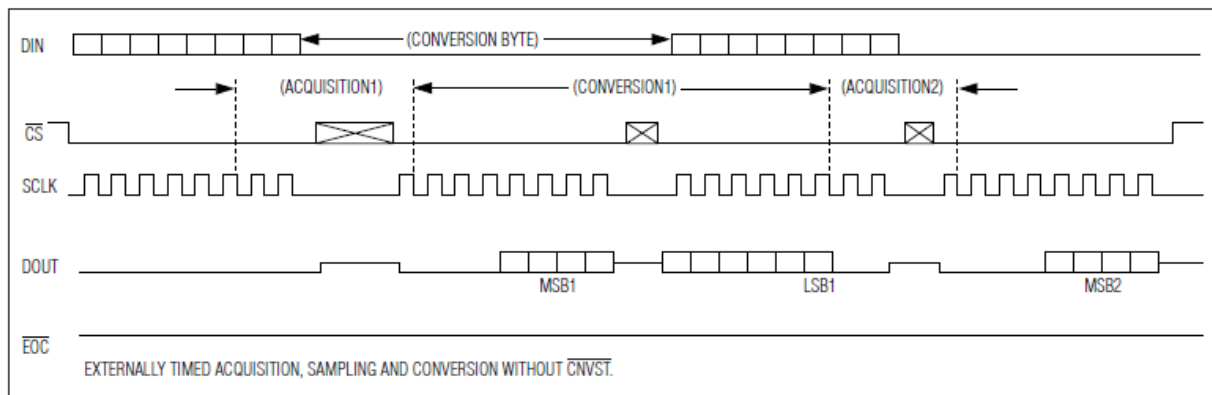 DIN
(CONVERSION BYTE)
(ACQUISITION1)
(CONVERSION1)
(ACQUISITION2)
CS
SCLK
DOUT
MSB1
LSB1
MSB2
EOC
EXTERNALLY TIMED ACQUISITION, SAMPLING AND CONVERSION WITHOUT CNVST.